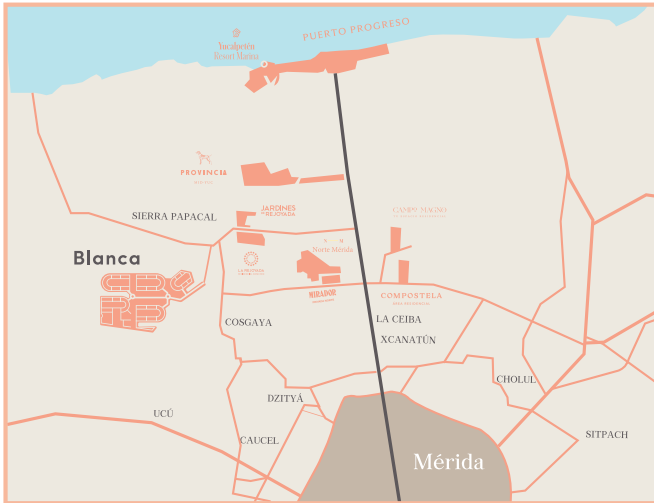 PUERTO PROGRESO
Yucalpetén
Resort Marina
PROVINCIA
SIERRA PAPACAL
JARDINES
DE REJOYADA
CAMPO MAGNO
Norte Mérida
Blanca
MIRADOR
COMPOSTELA
COSGAYA
LA CEIBA
XCANATÚN
CHOLUL
DZITYÁ
UCÚ
CAUCEL
SITPACH
Mérida